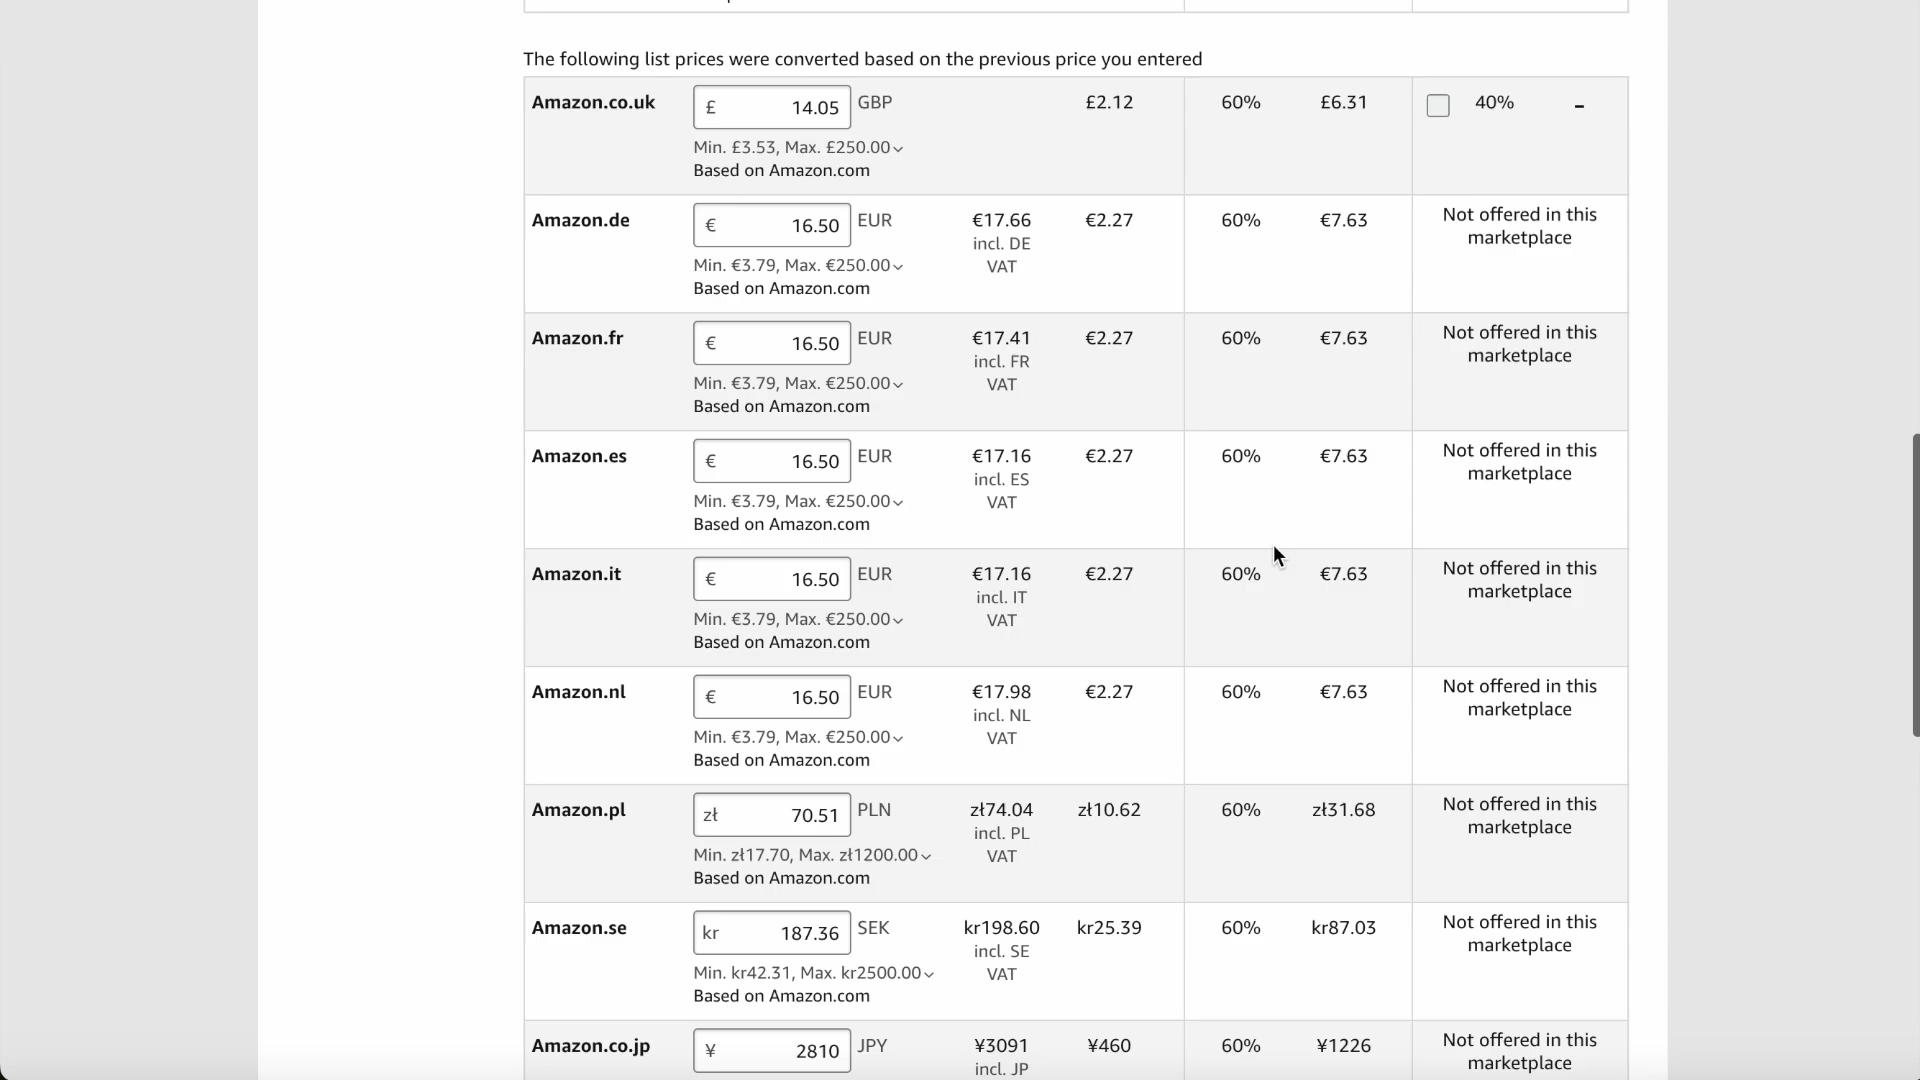 The following list prices were converted based on the previous price you entered
Amazon.co.uk £ 14.05 GBP £2.12 60% £6.31 40% –
Min. £3.53, Max. £250.00
Based on Amazon.com
Amazon.de € 16.50 EUR €17.66 €2.27 60% €7.63 Not offered in this
incl. DE marketplace
Min. €3.79, Max. €250.00 VAT
Based on Amazon.com
Amazon.fr € 16.50 EUR €17.41 €2.27 60% €7.63 Not offered in this
incl. FR marketplace
Min. €3.79, Max. €250.00 VAT
Based on Amazon.com
Amazon.es € 16.50 EUR €17.16 €2.27 60% €7.63 Not offered in this
incl. ES marketplace
Min. €3.79, Max. €250.00 VAT
Based on Amazon.com
Amazon.it € 16.50 EUR €17.16 €2.27 60% €7.63 Not offered in this
incl. IT marketplace
Min. €3.79, Max. €250.00 VAT
Based on Amazon.com
Amazon.nl € 16.50 EUR €17.98 €2.27 60% €7.63 Not offered in this
incl. NL marketplace
Min. €3.79, Max. €250.00 VAT
Based on Amazon.com
Amazon.pl zł 70.51 PLN zł74.04 zł10.62 60% zł31.68 Not offered in this
incl. PL marketplace
Min. zł17.70, Max. zł1200.00 VAT
Based on Amazon.com
Amazon.se kr 187.36 SEK kr198.60 kr25.39 60% kr87.03 Not offered in this
incl. SE marketplace
Min. kr42.31, Max. kr2500.00 VAT
Based on Amazon.com
Amazon.co.jp ¥ 2810 JPY ¥3091 ¥460 60% ¥1226 Not offered in this
incl. JP marketplace